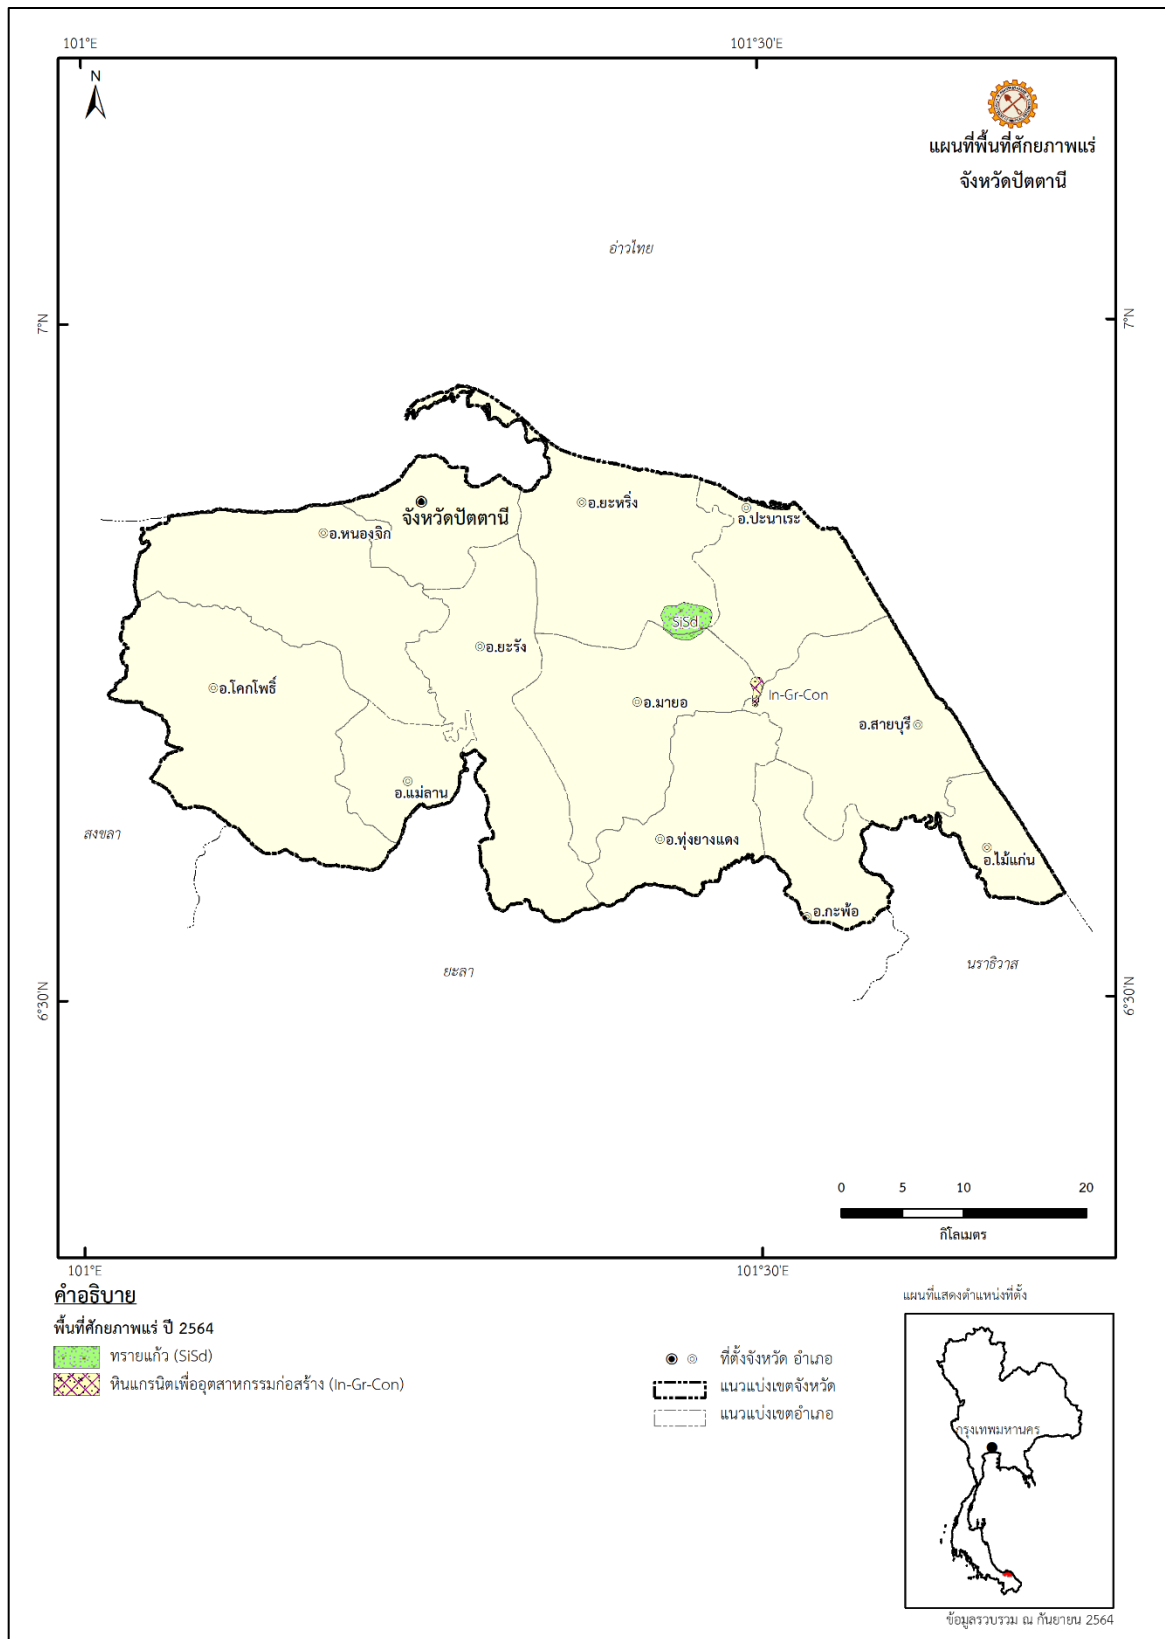 101°E
101°30'E
N
แผนที่พื้นที่ศักยภาพแร่
จังหวัดปัตตานี
อ่าวไทย
7°N
7°N
จังหวัดปัตตานี
อ.ยะหริ่ง
อ.ปะนาเระ
อ.หนองจิก
SiSd
อ.ยะรัง
อ.โคกโพธิ์
In-Gr-Con
อ.มายอ
อ.สายบุรี
อ.แม่ลาน
สงขลา
อ.ทุ่งยางแดง
อ.ไม้แก่น
อ.กะพ้อ
ยะลา
นราธิวาส
6°30'N
6°30'N
0 5 10 20
กิโลเมตร
101°E
101°30'E
คำอธิบาย
พื้นที่ศักยภาพแร่ ปี 2564
ทรายแก้ว (SiSd)
หินแกรนิตเพื่ออุตสาหกรรมก่อสร้าง (In-Gr-Con)
ที่ตั้งจังหวัด อำเภอ
แนวแบ่งเขตจังหวัด
แนวแบ่งเขตอำเภอ
แผนที่แสดงตำแหน่งที่ตั้ง
กรุงเทพมหานคร
ข้อมูลรวบรวม ณ กันยายน 2564